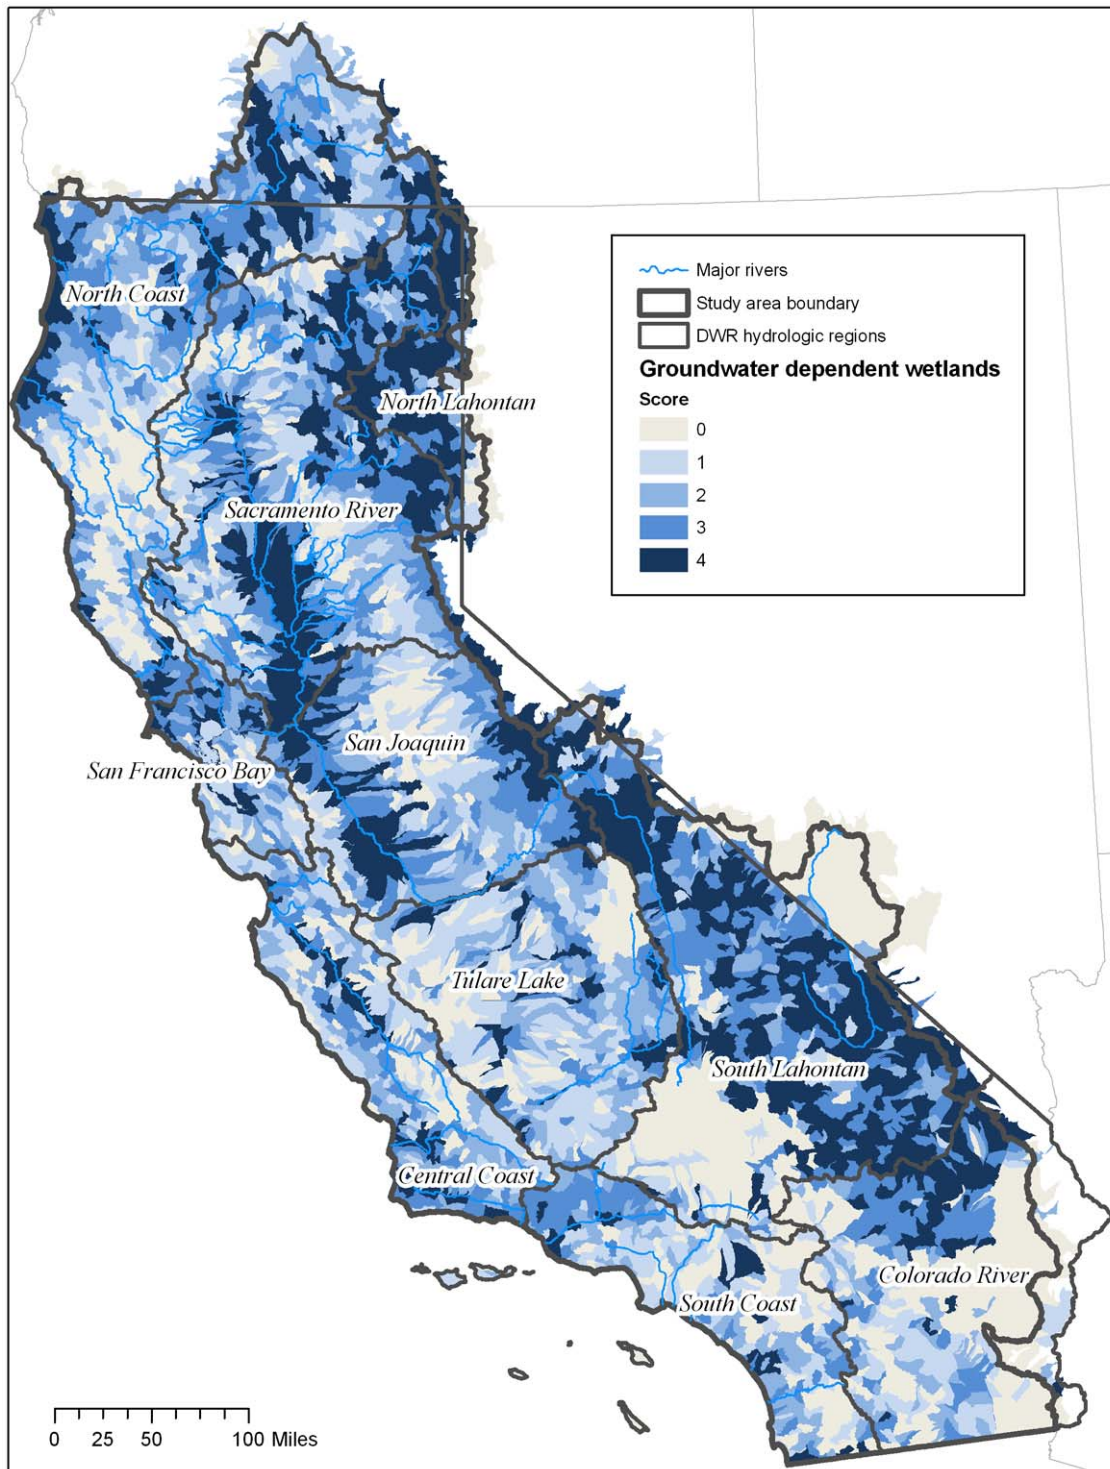 Major rivers
Study area boundary
DWR hydrologic regions
Groundwater dependent wetlands
Score
0
1
2
3
4
North Coast
North Lahontan
Sacramento River
San Joaquin
San Francisco Bay
Tulare Lake
South Lahontan
Central Coast
Colorado River
South Coast
0 25 50 100 Miles